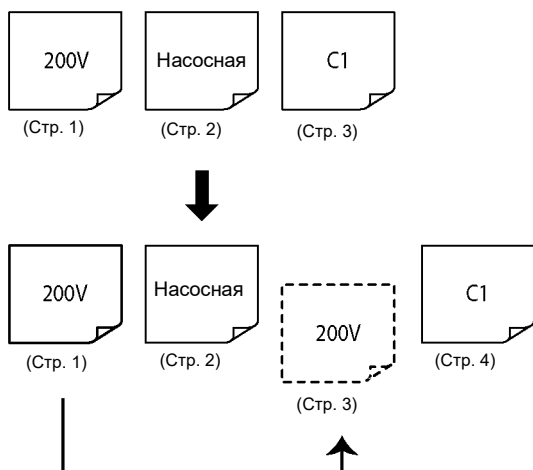 200V Насосная C1
(Стр. 1) (Стр. 2) (Стр. 3)
200V Насосная 200V C1
(Стр. 1) (Стр. 2) (Стр. 3) (Стр. 4)